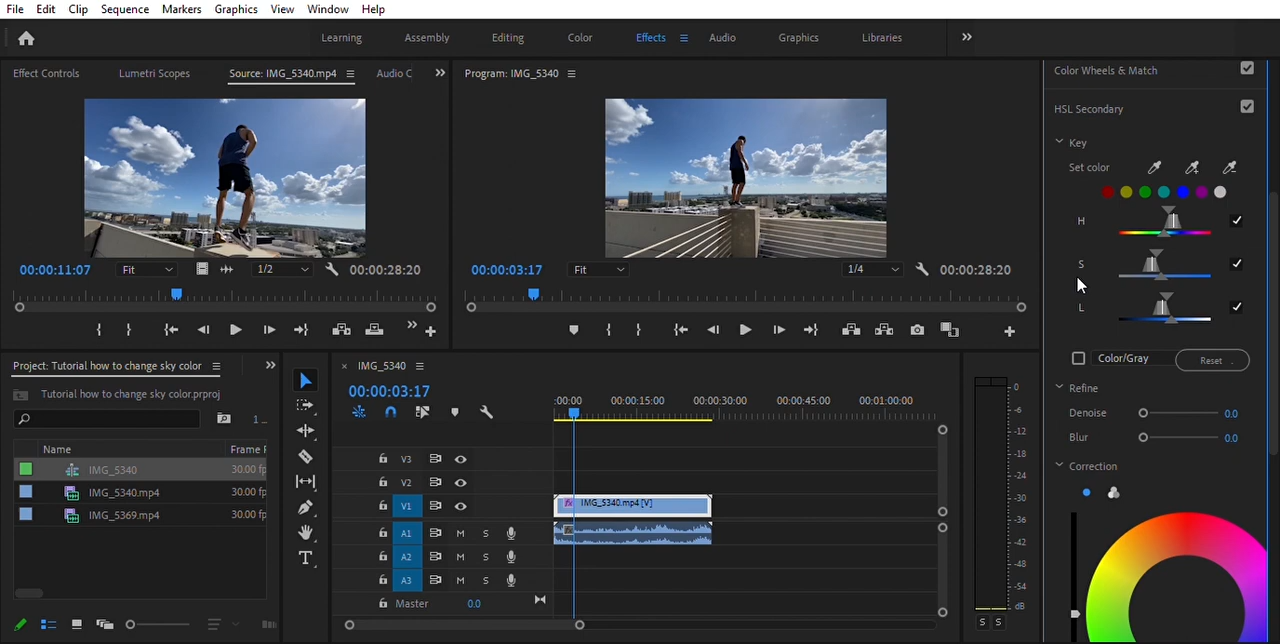 File Edit Clip Sequence Markers Graphics View Window Help
Learning Assembly Editing Color Effects Audio Graphics Libraries
Effect Controls Lumetri Scopes Source: IMG_5340.mp4 Audio C
Program: IMG_5340
00:00:11:07 Fit 1/2 00:00:28:20
00:00:03:17 Fit 1/4 00:00:28:20
Color Wheels & Match
HSL Secondary
Key
Set color
H
S
L
Color/Gray Reset
Refine
Denoise 0.0
Blur 0.0
Correction
Project: Tutorial how to change sky color
Tutorial how to change sky color.prproj
1 ..
Name Frame F
IMG_5340 30.00 fp
IMG_5340.mp4 30.00 fp
IMG_5369.mp4 30.00 fp
× IMG_5340
00:00:03:17
:00:00 00:00:15:00 00:00:30:00 00:00:45:00 00:01:00:00
V3
V2
V1 fx IMG_5340.mp4 [V]
A1 M S
A2 M S
A3 M S
Master 0.0
0
-6
-12
-18
-24
-30
-36
-42
-48
-54
dB
S S